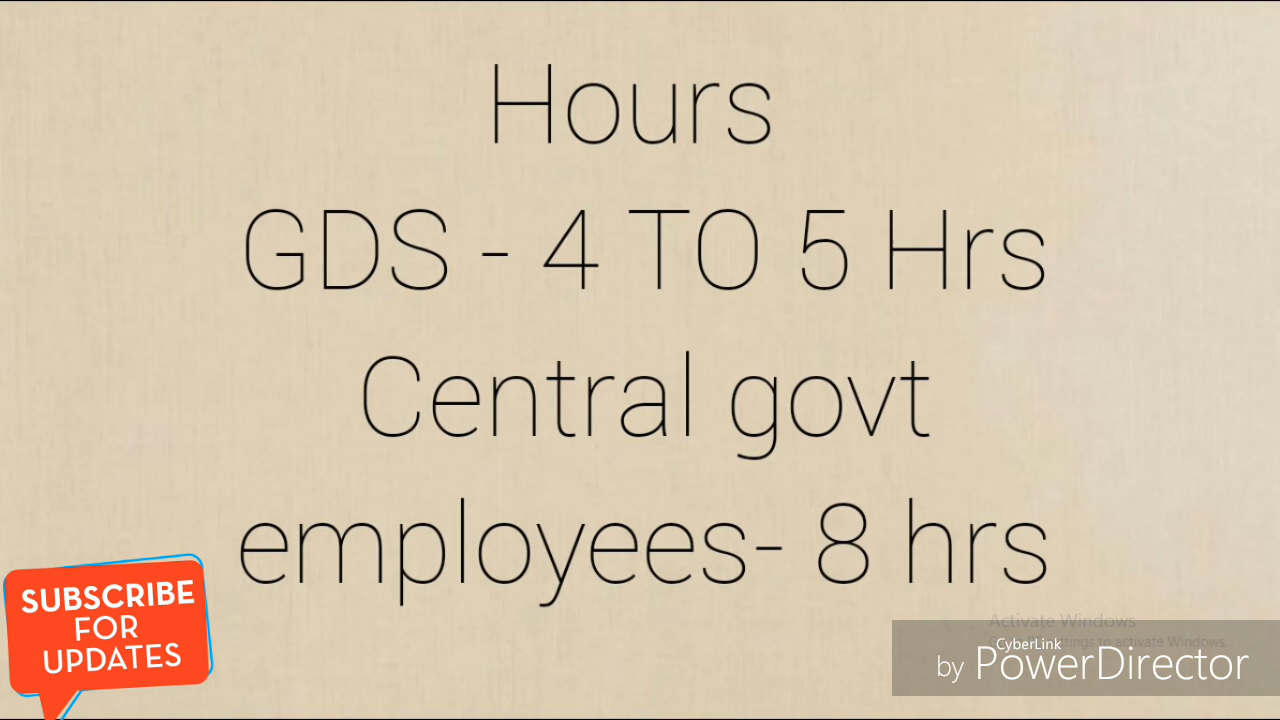 Hours
GDS - 4 TO 5 Hrs
Central govt
employees- 8 hrs
SUBSCRIBE
FOR
UPDATES
Activate Windows
CyberLink
by PowerDirector